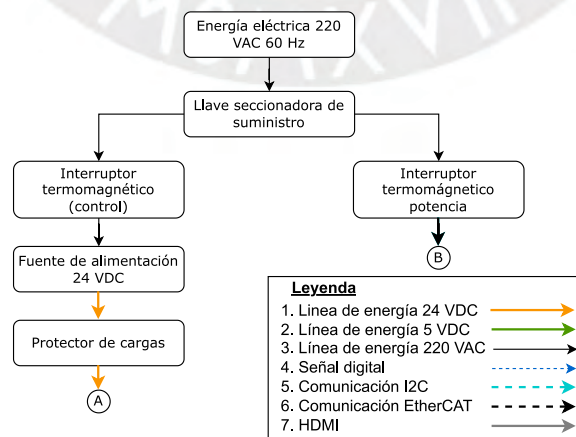 Energía eléctrica 220
VAC 60 Hz
Llave seccionadora de
suministro
Interruptor
termomagnético
(control)
Interruptor
termómagnetico
potencia
Fuente de alimentación
24 VDC
B
Protector de cargas
A
Leyenda
1. Linea de energía 24 VDC
2. Línea de energía 5 VDC
3. Línea de energía 220 VAC
4. Señal digital
5. Comunicación I2C
6. Comunicación EtherCAT
7. HDMI